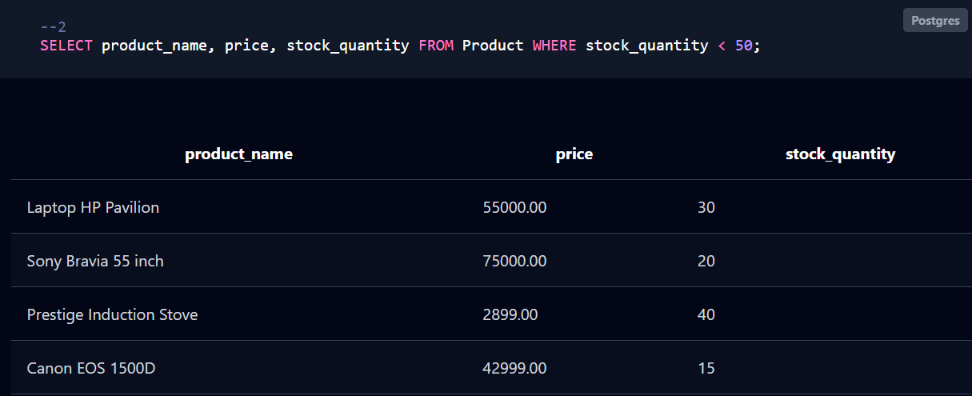 Postgres
--2
SELECT product_name, price, stock_quantity FROM Product WHERE stock_quantity < 50;
product_name price stock_quantity
Laptop HP Pavilion 55000.00 30
Sony Bravia 55 inch 75000.00 20
Prestige Induction Stove 2899.00 40
Canon EOS 1500D 42999.00 15